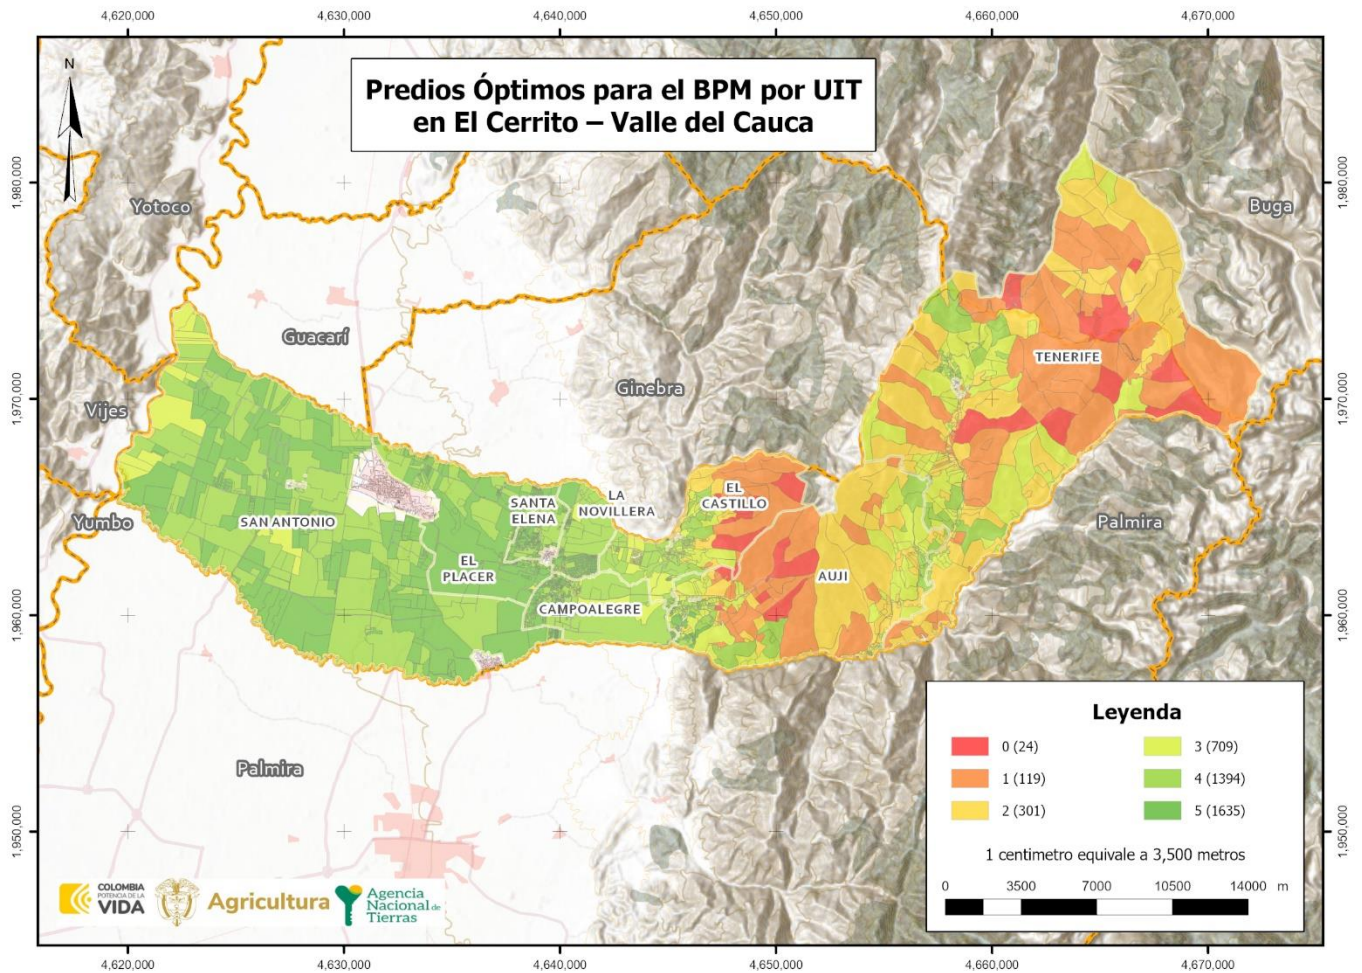 4,620,000 4,630,000 4,640,000 4,650,000 4,660,000 4,670,000
N
Predios Óptimos para el BPM por UIT
en El Cerrito – Valle del Cauca
1,980,000 1,980,000
Yotoco
Buga
Guacarí
TENERIFE
Ginebra
1,970,000 1,970,000
Vijes
EL
CASTILLO
LA
NOVILLERA
SANTA
ELENA
SAN ANTONIO
Yumbo
Palmira
EL
PLACER
AUJI
CAMPOALEGRE
1,960,000 1,960,000
Palmira
Leyenda
0 (24) 3 (709)
1 (119) 4 (1394)
2 (301) 5 (1635)
1 centimetro equivale a 3,500 metros
0 3500 7000 10500 14000 m
1,950,000 1,950,000
COLOMBIA
POTENCIA DE LA
VIDA
Agricultura
Agencia
Nacional de
Tierras
4,620,000 4,630,000 4,640,000 4,650,000 4,660,000 4,670,000